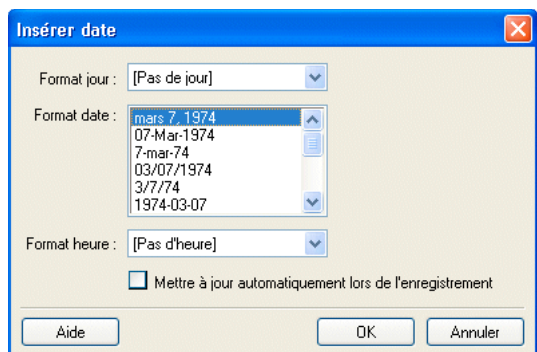 Insérer date
Format jour : [Pas de jour]
Format date : mars 7, 1974
07-Mar-1974
7-mar-74
03/07/1974
3/7/74
1974-03-07
Format heure : [Pas d'heure]
Mettre à jour automatiquement lors de l'enregistrement
Aide OK Annuler